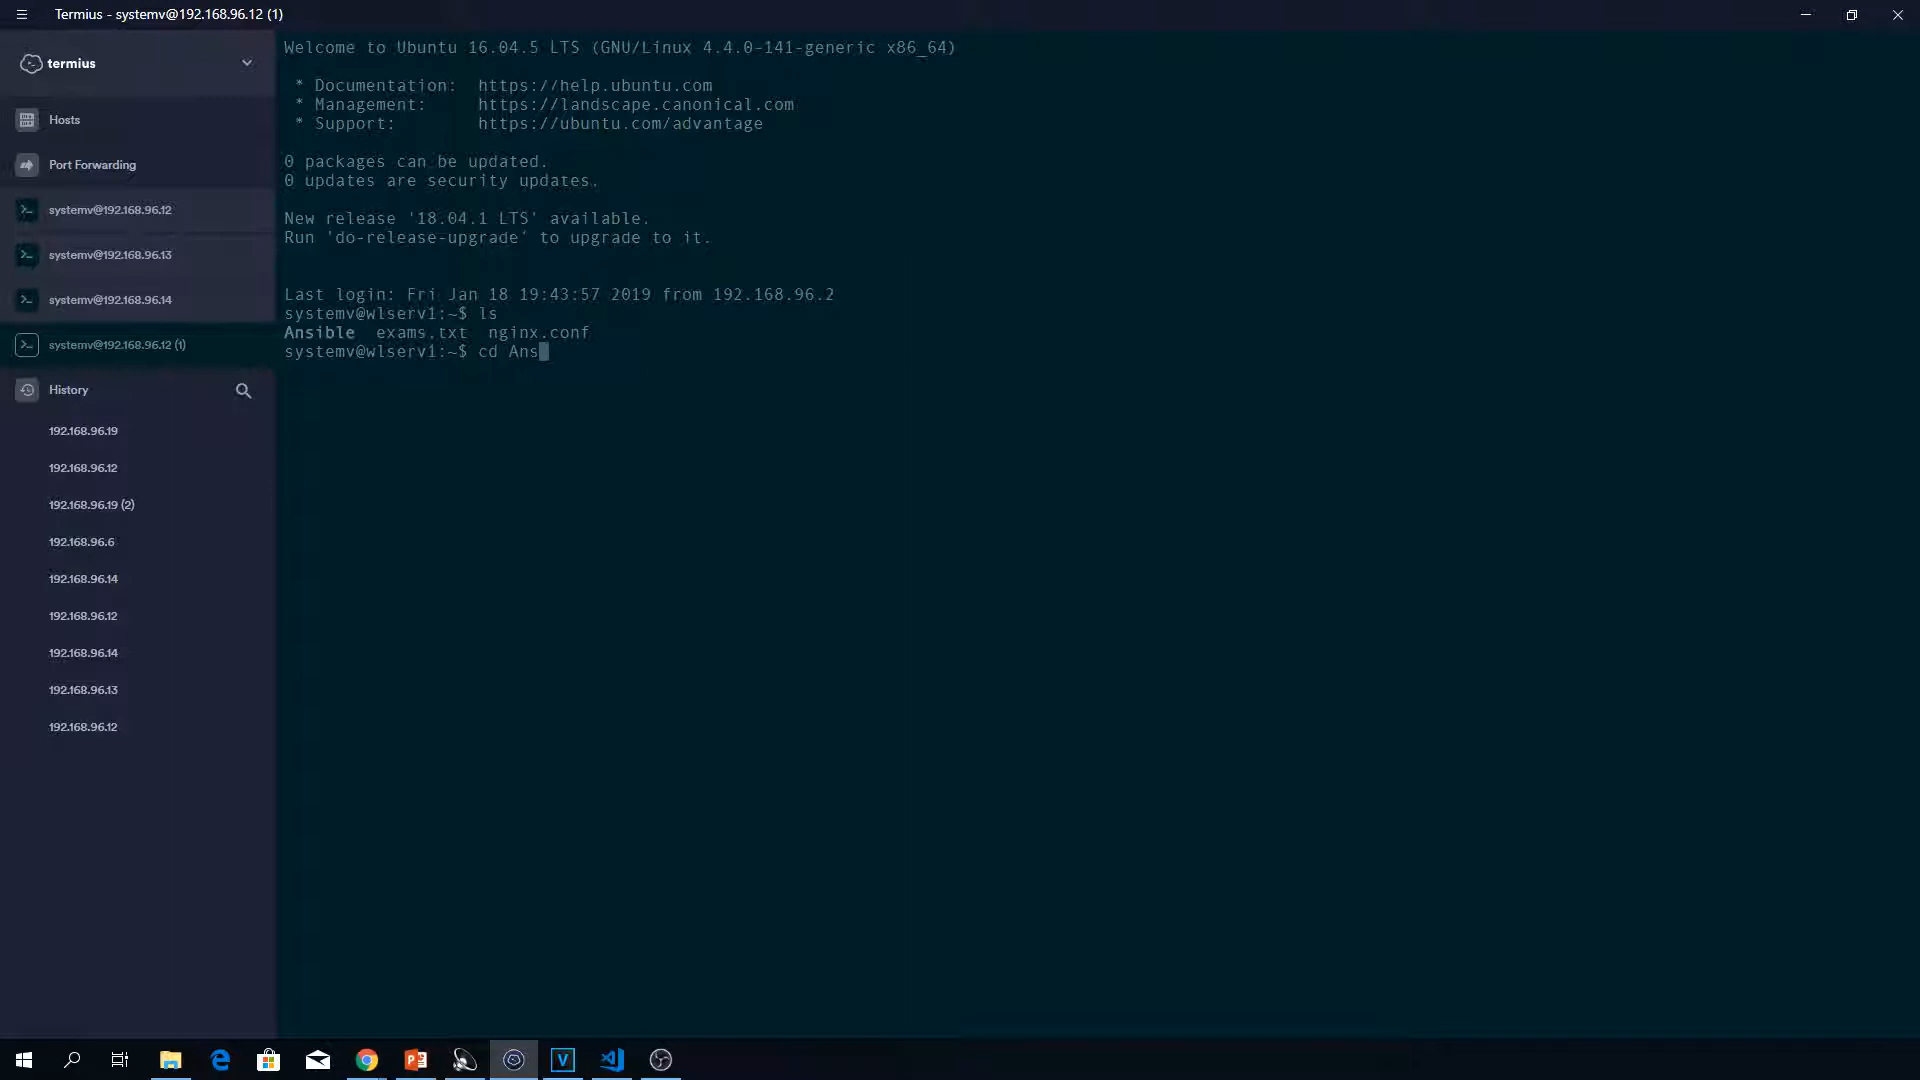 Termius - systemv@192.168.96.12 (1)
termius
Hosts
Port Forwarding
systemv@192.168.96.12
systemv@192.168.96.13
systemv@192.168.96.14
systemv@192.168.96.12 (1)
History
192.168.96.19
192.168.96.12
192.168.96.19 (2)
192.168.96.6
192.168.96.14
192.168.96.12
192.168.96.14
192.168.96.13
192.168.96.12
Welcome to Ubuntu 16.04.5 LTS (GNU/Linux 4.4.0-141-generic x86_64)
* Documentation:  https://help.ubuntu.com
* Management:     https://landscape.canonical.com
* Support:        https://ubuntu.com/advantage
0 packages can be updated.
0 updates are security updates.
New release '18.04.1 LTS' available.
Run 'do-release-upgrade' to upgrade to it.
Last login: Fri Jan 18 19:43:57 2019 from 192.168.96.2
systemv@wlserv1:~$ ls
Ansible  exams.txt  nginx.conf
systemv@wlserv1:~$ cd Ans